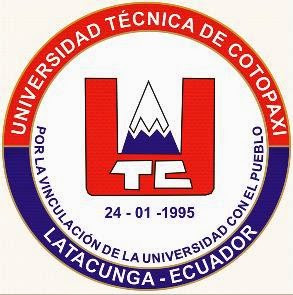 UNIVERSIDAD TÉCNICA DE COTOPAXI
UTC
24 - 01 -1995
POR LA VINCULACIÓN DE LA UNIVERSIDAD CON EL PUEBLO
LATACUNGA - ECUADOR